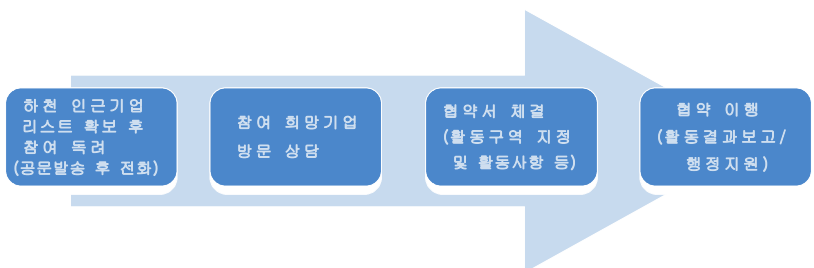 하천 인근기업
리스트 확보 후
참여 독려
(공문발송 후 전화)
참여 희망기업
방문 상담
협약서 체결
(활동구역 지정
및 활동사항 등)
협약 이행
(활동결과보고/
행정지원)